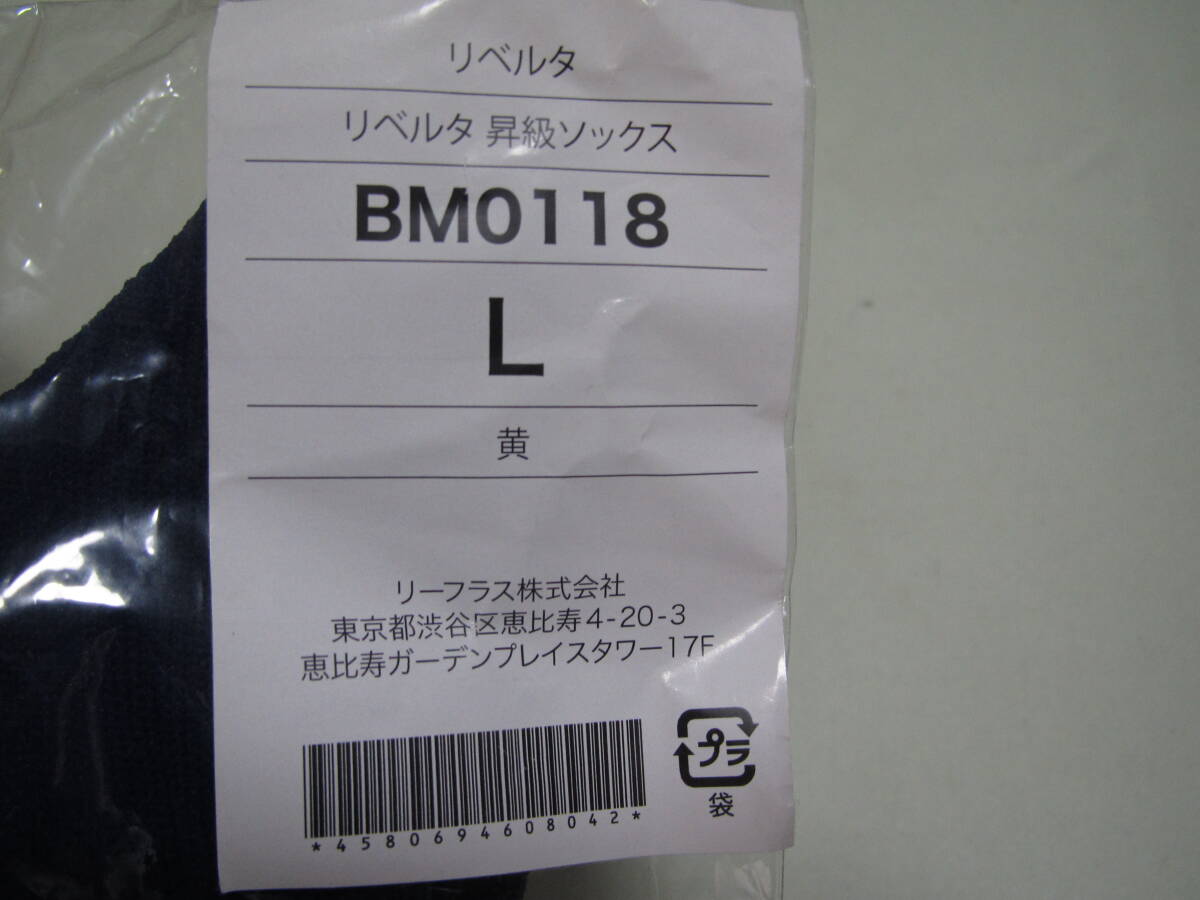 リベルタ
リベルタ 昇級ソックス
BM0118
L
黄
リーフラス株式会社
東京都渋谷区恵比寿4-20-3
恵比寿ガーデンプレイスタワー17F
プラ
袋
*4580694608042*